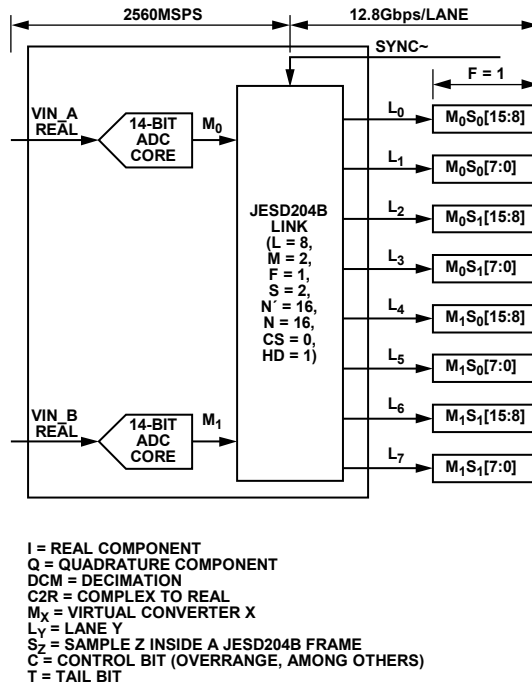 2560MSPS
12.8Gbps/LANE
SYNC~
F = 1
VIN_A
REAL
14-BIT
ADC
CORE
M0
JESD204B
LINK
(L = 8,
M = 2,
F = 1,
S = 2,
N´ = 16,
N = 16,
CS = 0,
HD = 1)
L0
M0S0[15:8]
L1
M0S0[7:0]
L2
M0S1[15:8]
L3
M0S1[7:0]
L4
M1S0[15:8]
L5
M1S0[7:0]
L6
M1S1[15:8]
L7
M1S1[7:0]
VIN_B
REAL
14-BIT
ADC
CORE
M1
I = REAL COMPONENT
Q = QUADRATURE COMPONENT
DCM = DECIMATION
C2R = COMPLEX TO REAL
MX = VIRTUAL CONVERTER X
LY = LANE Y
SZ = SAMPLE Z INSIDE A JESD204B FRAME
C = CONTROL BIT (OVERRANGE, AMONG OTHERS)
T = TAIL BIT